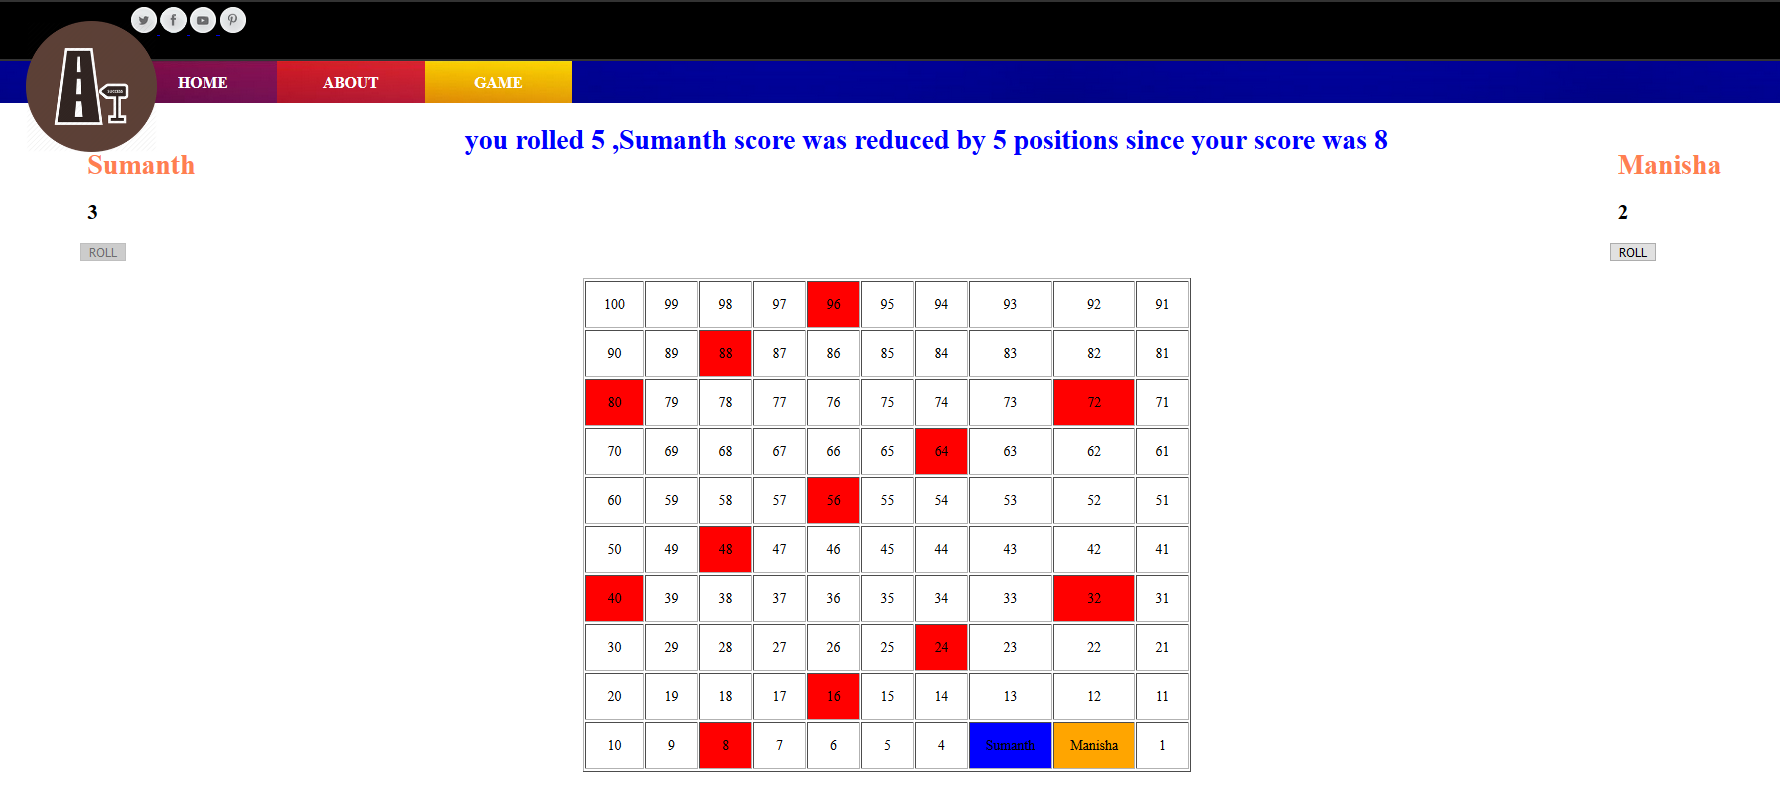 SUCCESS
HOME ABOUT GAME
you rolled 5 ,Sumanth score was reduced by 5 positions since your score was 8
Sumanth
3
ROLL
Manisha
2
ROLL
100 99 98 97 96 95 94 93 92 91
90 89 88 87 86 85 84 83 82 81
80 79 78 77 76 75 74 73 72 71
70 69 68 67 66 65 64 63 62 61
60 59 58 57 56 55 54 53 52 51
50 49 48 47 46 45 44 43 42 41
40 39 38 37 36 35 34 33 32 31
30 29 28 27 26 25 24 23 22 21
20 19 18 17 16 15 14 13 12 11
10 9 8 7 6 5 4 Sumanth Manisha 1